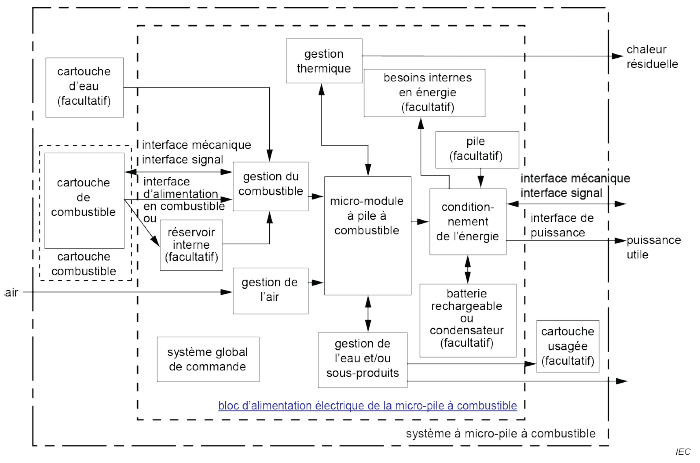 gestion
thermique
chaleur
résiduelle
cartouche
d'eau
(facultatif)
besoins internes
en énergie
(facultatif)
pile
(facultatif)
interface mécanique
interface signal
cartouche
de
combustible
interface
d'alimentation
en combustible
ou
gestion du
combustible
micro-module
à pile à
combustible
condition-
nement
de l'énergie
interface mécanique
interface signal
interface de
puissance
puissance
utile
réservoir
interne
(facultatif)
cartouche
combustible
air
gestion de
l'air
batterie
rechargeable
ou
condensateur
(facultatif)
système global
de commande
gestion de
l'eau et/ou
sous-produits
cartouche
usagée
(facultatif)
bloc d'alimentation électrique de la micro-pile à combustible
système à micro-pile à combustible
IEC